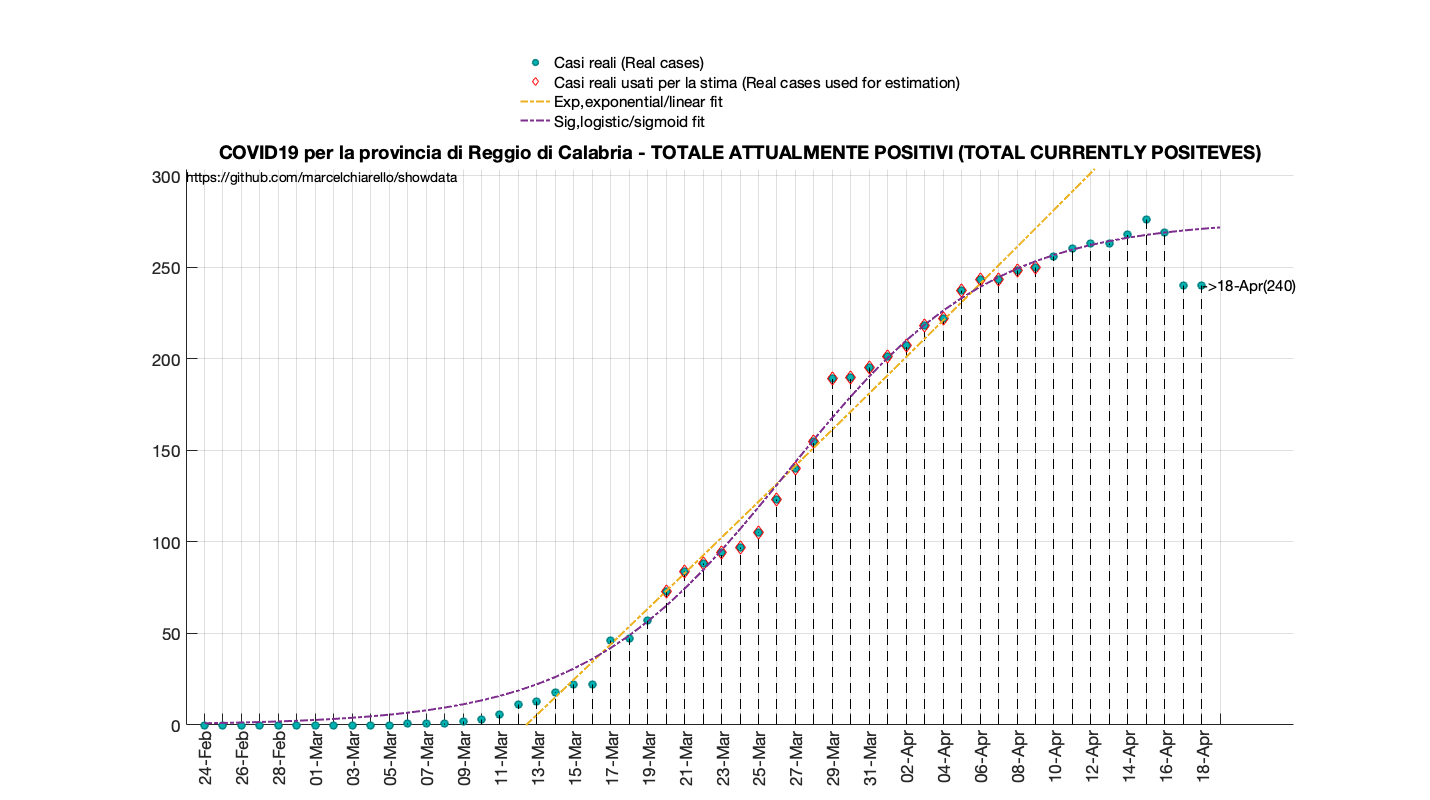 Casi reali (Real cases)
Casi reali usati per la stima (Real cases used for estimation)
Exp,exponential/linear fit
Sig,logistic/sigmoid fit
COVID19 per la provincia di Reggio di Calabria - TOTALE ATTUALMENTE POSITIVI (TOTAL CURRENTLY POSITEVES)
https://github.com/marcelchiarello/showdata
300
250
->18-Apr(240)
200
150
100
50
0
24-Feb
26-Feb
28-Feb
01-Mar
03-Mar
05-Mar
07-Mar
09-Mar
11-Mar
13-Mar
15-Mar
17-Mar
19-Mar
21-Mar
23-Mar
25-Mar
27-Mar
29-Mar
31-Mar
02-Apr
04-Apr
06-Apr
08-Apr
10-Apr
12-Apr
14-Apr
16-Apr
18-Apr